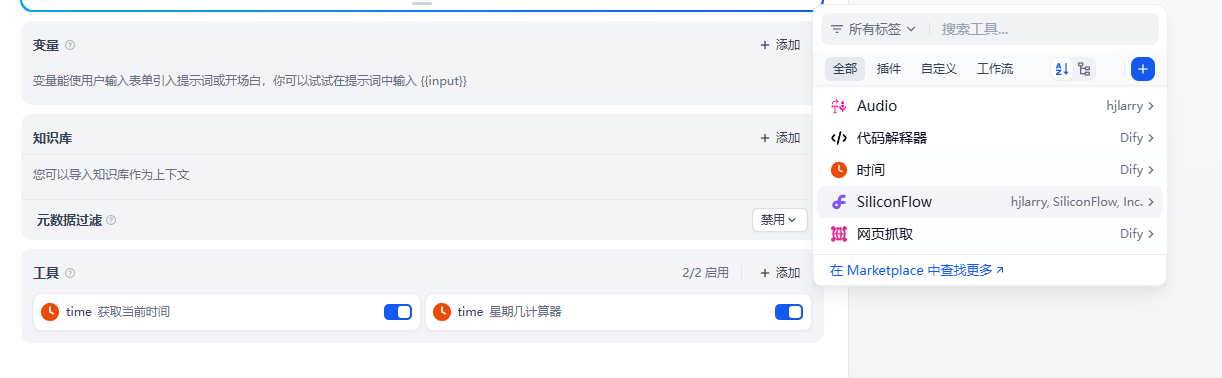 变量
+ 添加
变量能使用户输入表单引入提示词或开场白，你可以试试在提示词中输入 {{input}}
知识库
+ 添加
您可以导入知识库作为上下文
元数据过滤
禁用
工具
2/2 启用
+ 添加
time 获取当前时间
time 星期几计算器
所有标签
搜索工具...
全部 插件 自定义 工作流
Audio hjlarry
代码解释器 Dify
时间 Dify
SiliconFlow hjlarry, SiliconFlow, Inc.
网页抓取 Dify
在 Marketplace 中查找更多